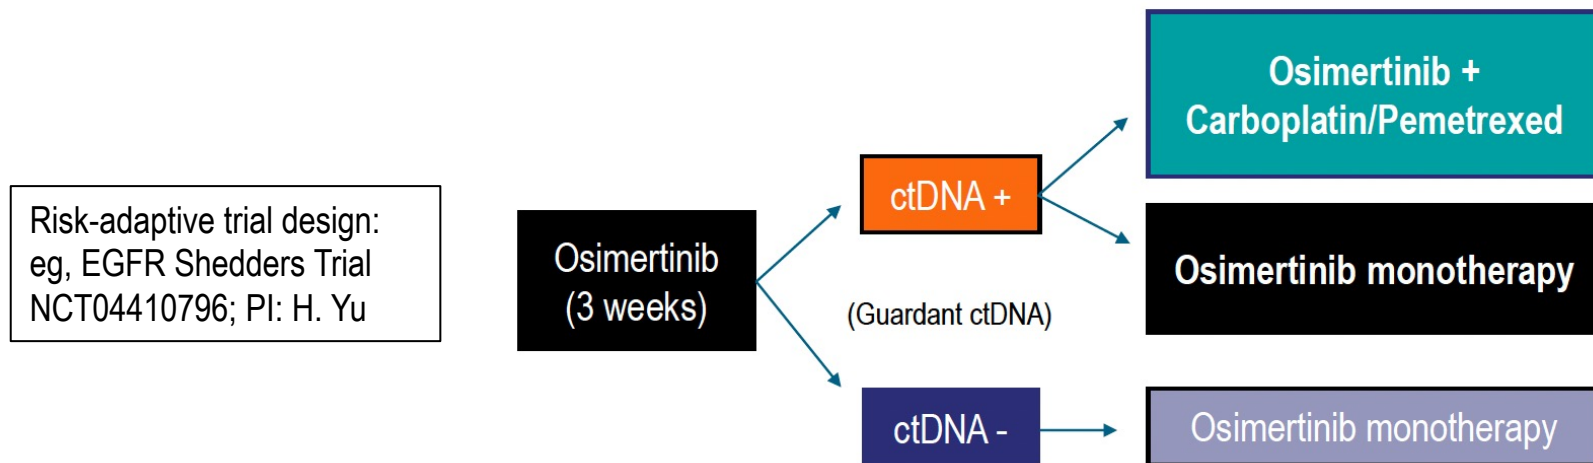 Risk-adaptive trial design:
eg, EGFR Shedders Trial
NCT04410796; PI: H. Yu
Osimertinib
(3 weeks)
ctDNA +
(Guardant ctDNA)
ctDNA -
Osimertinib +
Carboplatin/Pemetrexed
Osimertinib monotherapy
Osimertinib monotherapy